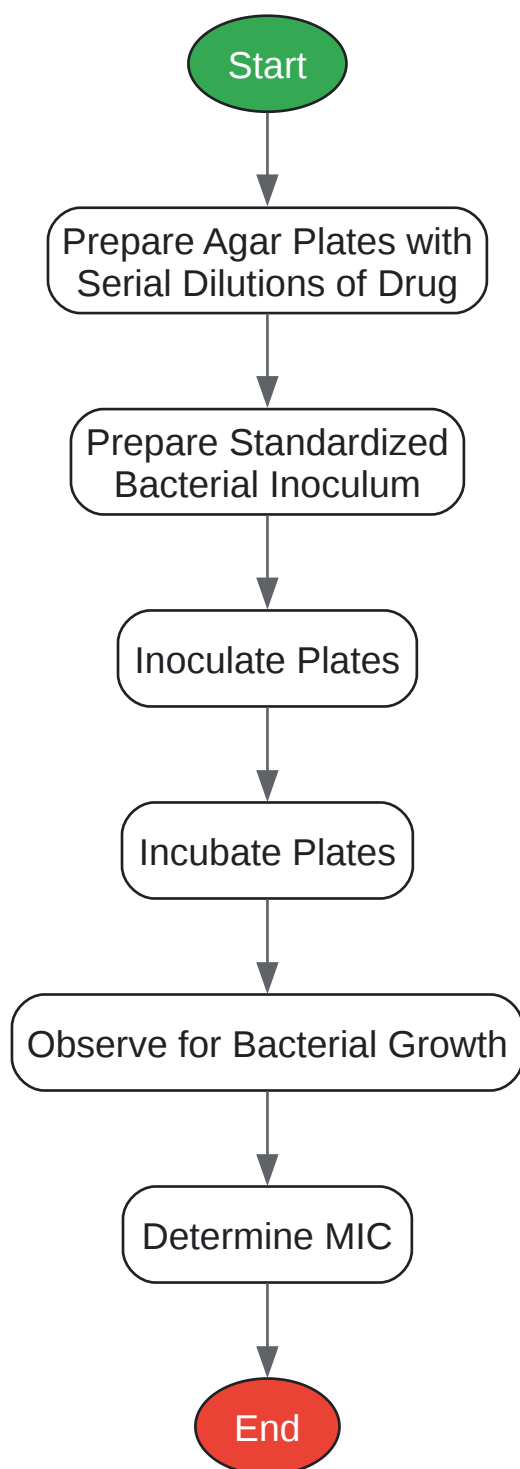 Start
Prepare Agar Plates with
Serial Dilutions of Drug
Prepare Standardized
Bacterial Inoculum
Inoculate Plates
Incubate Plates
Observe for Bacterial Growth
Determine MIC
End